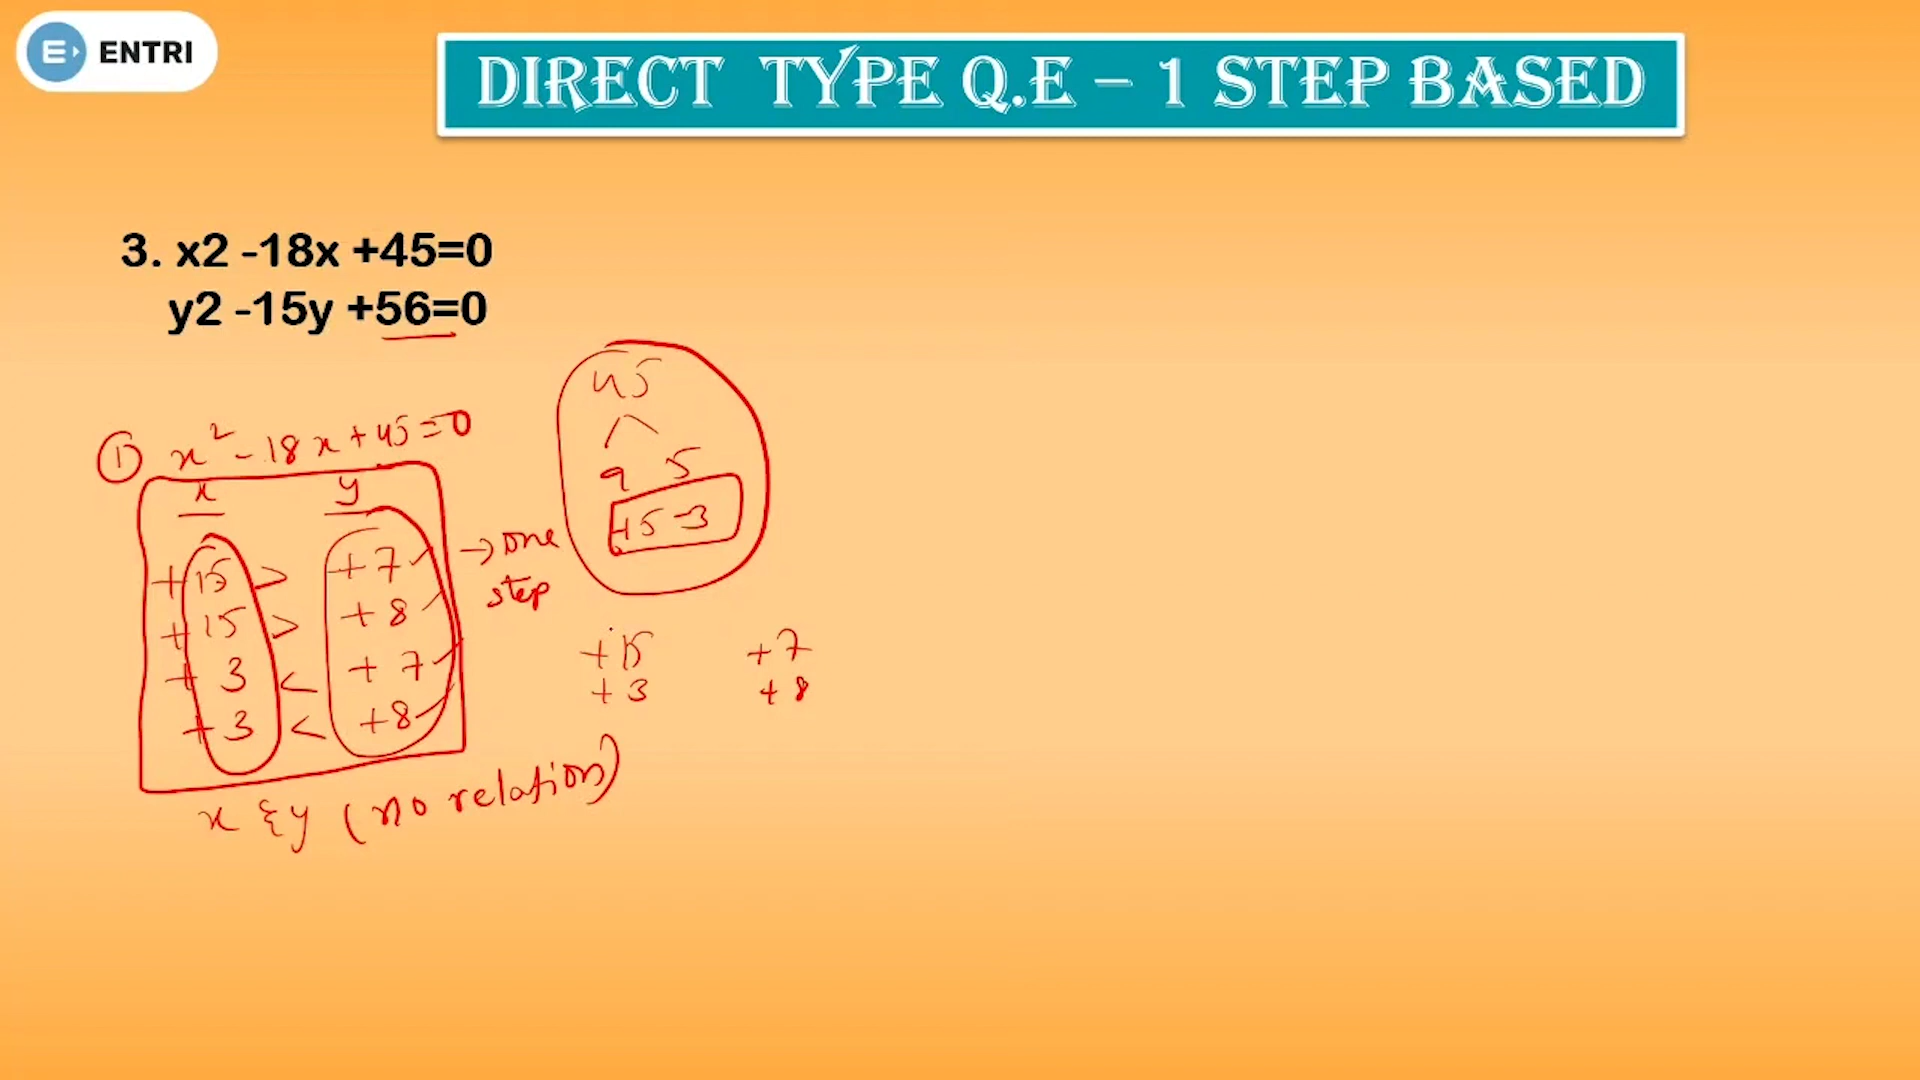 ENTRI
DIRECT TYPE Q.E – 1 STEP BASED
3. x2 -18x +45=0
y2 -15y +56=0
① x² - 18x + 45 = 0
x y
+15 > +7
+15 > +8
+3 < +7
+3 < +8
→ one
step
45
9 5
15 3
+15 +7
+3 +8
x & y (no relation)